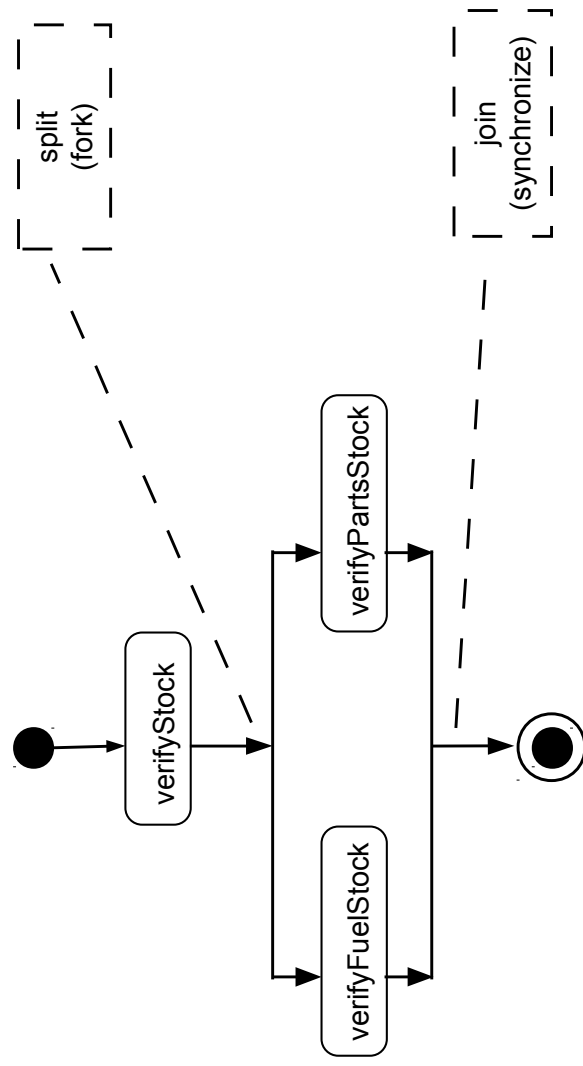 split
(fork)
verifyStock
verifyFuelStock
verifyPartsStock
join
(synchronize)